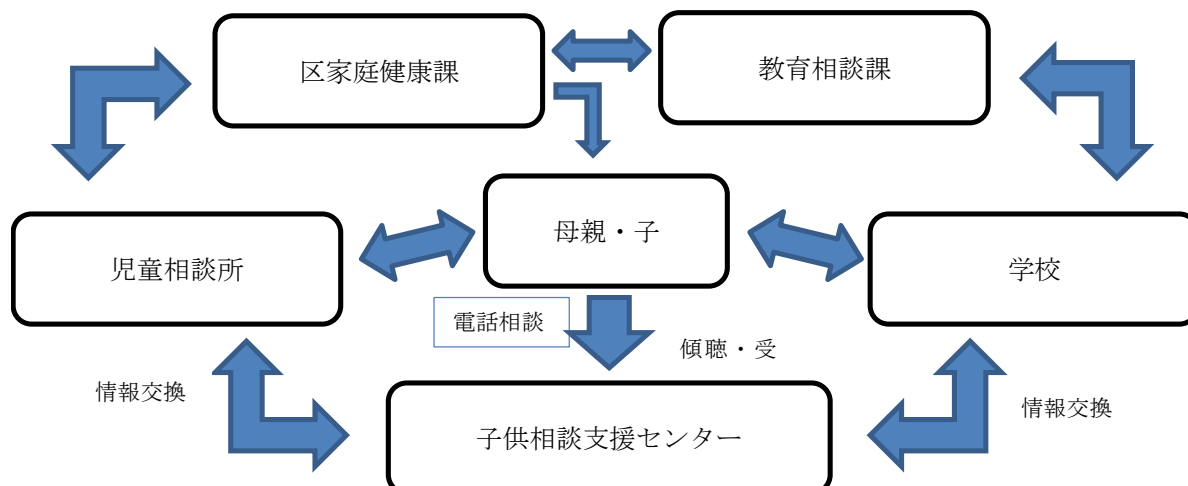 区家庭健康課
教育相談課
母親・子
児童相談所
学校
電話相談
傾聴・受
情報交換
情報交換
子供相談支援センター